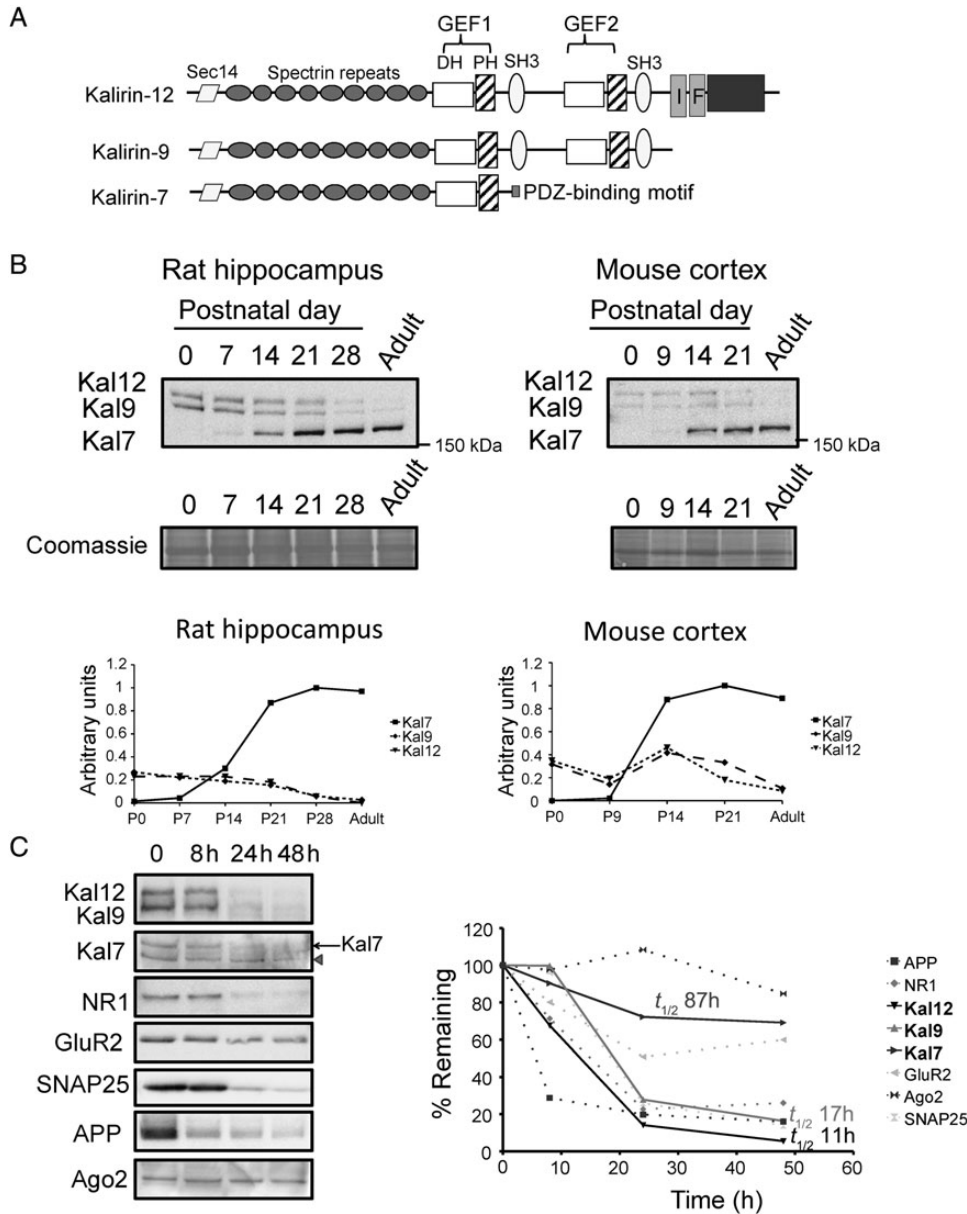 A
GEF1
GEF2
DH PH SH3 SH3
Sec14 Spectrin repeats
Kalirin-12
I F
Kalirin-9
Kalirin-7
PDZ-binding motif
B
Rat hippocampus
Postnatal day
0 7 14 21 28 Adult
Kal12
Kal9
Kal7
150 kDa
0 7 14 21 28 Adult
Coomassie
Mouse cortex
Postnatal day
0 9 14 21 Adult
Kal12
Kal9
Kal7
150 kDa
0 9 14 21 Adult
Rat hippocampus
Arbitrary units
1.2
1
0.8
0.6
0.4
0.2
0
P0 P7 P14 P21 P28 Adult
Kal7
Kal9
Kal12
Mouse cortex
Arbitrary units
1.2
1
0.8
0.6
0.4
0.2
0
P0 P9 P14 P21 Adult
Kal7
Kal9
Kal12
C
0 8h 24h 48h
Kal12
Kal9
Kal7
Kal7
NR1
GluR2
SNAP25
APP
Ago2
% Remaining
120
100
80
60
40
20
0
0 10 20 30 40 50 60
Time (h)
t1/2 87h
t1/2 17h
t1/2 11h
APP
NR1
Kal12
Kal9
Kal7
GluR2
Ago2
SNAP25